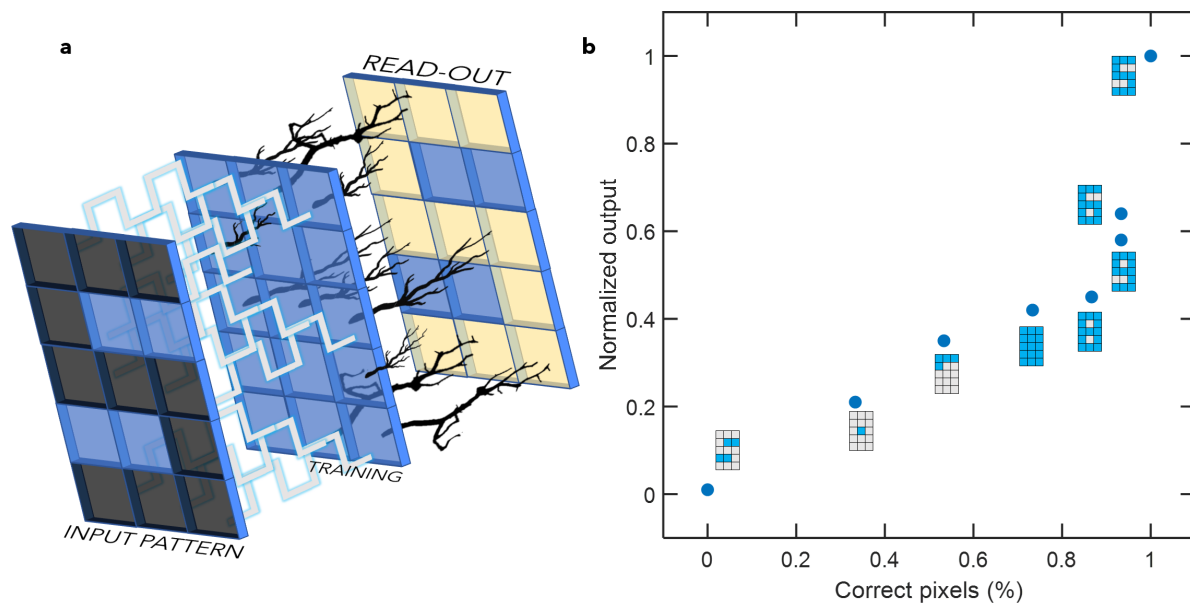 a
READ-OUT
TRAINING
INPUT PATTERN
b
Normalized output
1
0.8
0.6
0.4
0.2
0
0 0.2 0.4 0.6 0.8 1
Correct pixels (%)